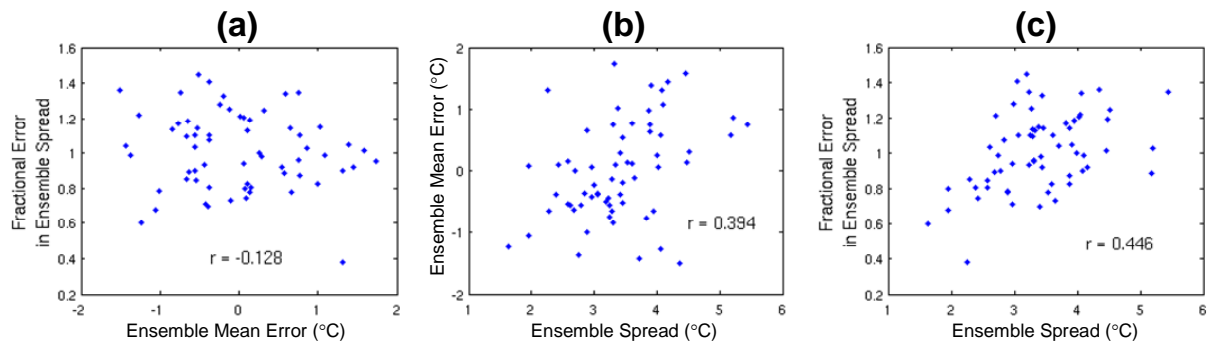 (a)
Fractional Error
in Ensemble Spread
1.6
1.4
1.2
1
0.8
0.6
0.4
0.2
r = -0.128
-2
-1
0
1
2
Ensemble Mean Error (°C)
(b)
Ensemble Mean Error (°C)
2
1
0
-1
-2
r = 0.394
1
2
3
4
5
6
Ensemble Spread (°C)
(c)
Fractional Error
in Ensemble Spread
1.6
1.4
1.2
1
0.8
0.6
0.4
0.2
r = 0.446
1
2
3
4
5
6
Ensemble Spread (°C)